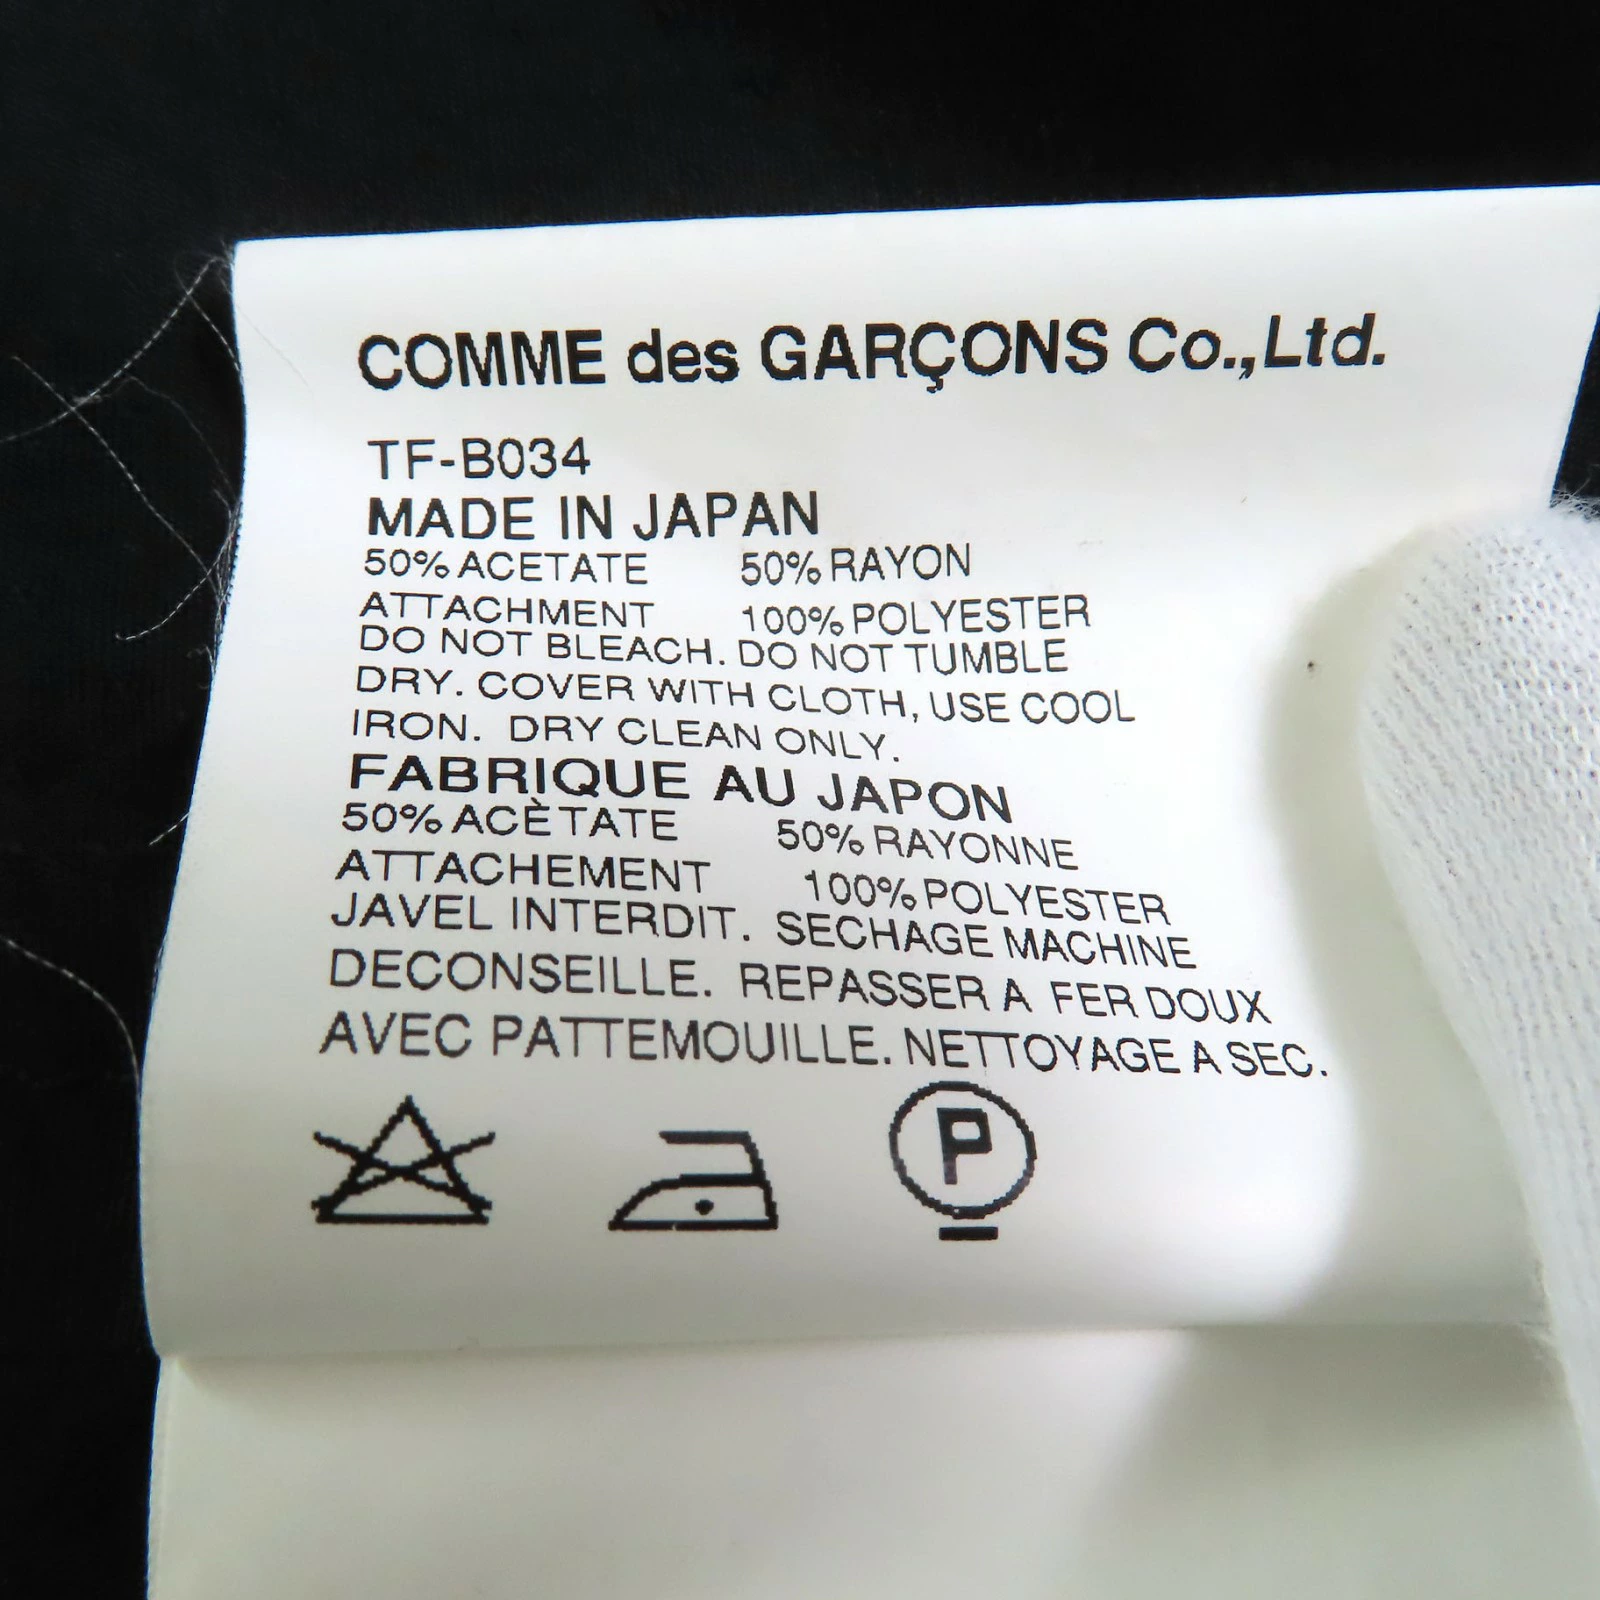 COMME des GARÇONS Co.,Ltd.
TF-B034
MADE IN JAPAN
50% ACETATE 50% RAYON
ATTACHMENT 100% POLYESTER
DO NOT BLEACH. DO NOT TUMBLE
DRY. COVER WITH CLOTH, USE COOL
IRON. DRY CLEAN ONLY.
FABRIQUE AU JAPON
50% ACÈTATE 50% RAYONNE
ATTACHEMENT 100% POLYESTER
JAVEL INTERDIT. SECHAGE MACHINE
DECONSEILLE. REPASSER A FER DOUX
AVEC PATTEMOUILLE. NETTOYAGE A SEC.
P